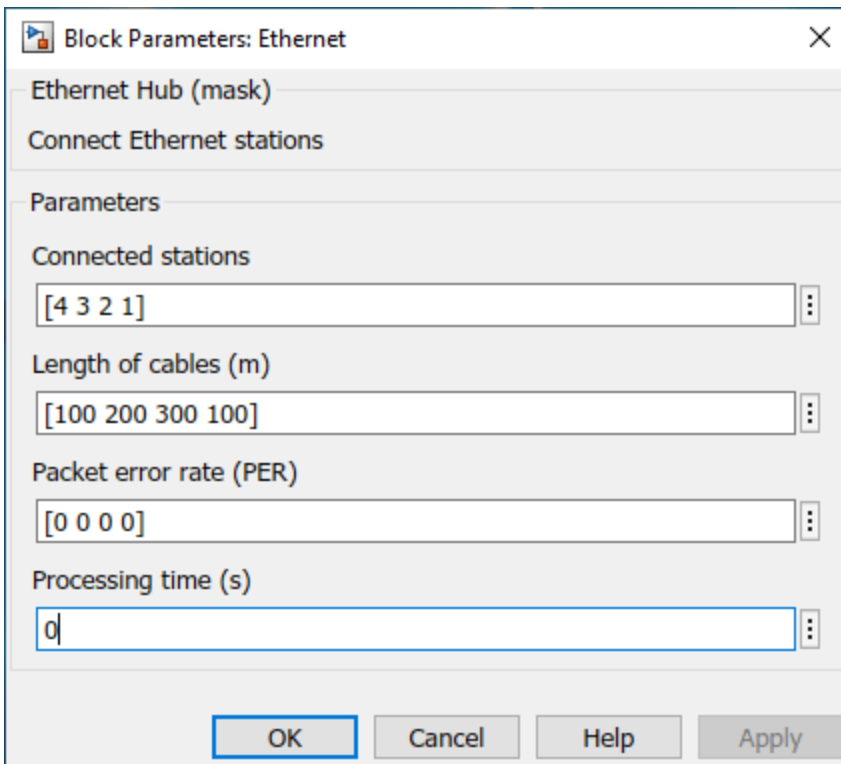 Block Parameters: Ethernet
Ethernet Hub (mask)
Connect Ethernet stations
Parameters
Connected stations
[4 3 2 1]
Length of cables (m)
[100 200 300 100]
Packet error rate (PER)
[0 0 0 0]
Processing time (s)
0
OK Cancel Help Apply